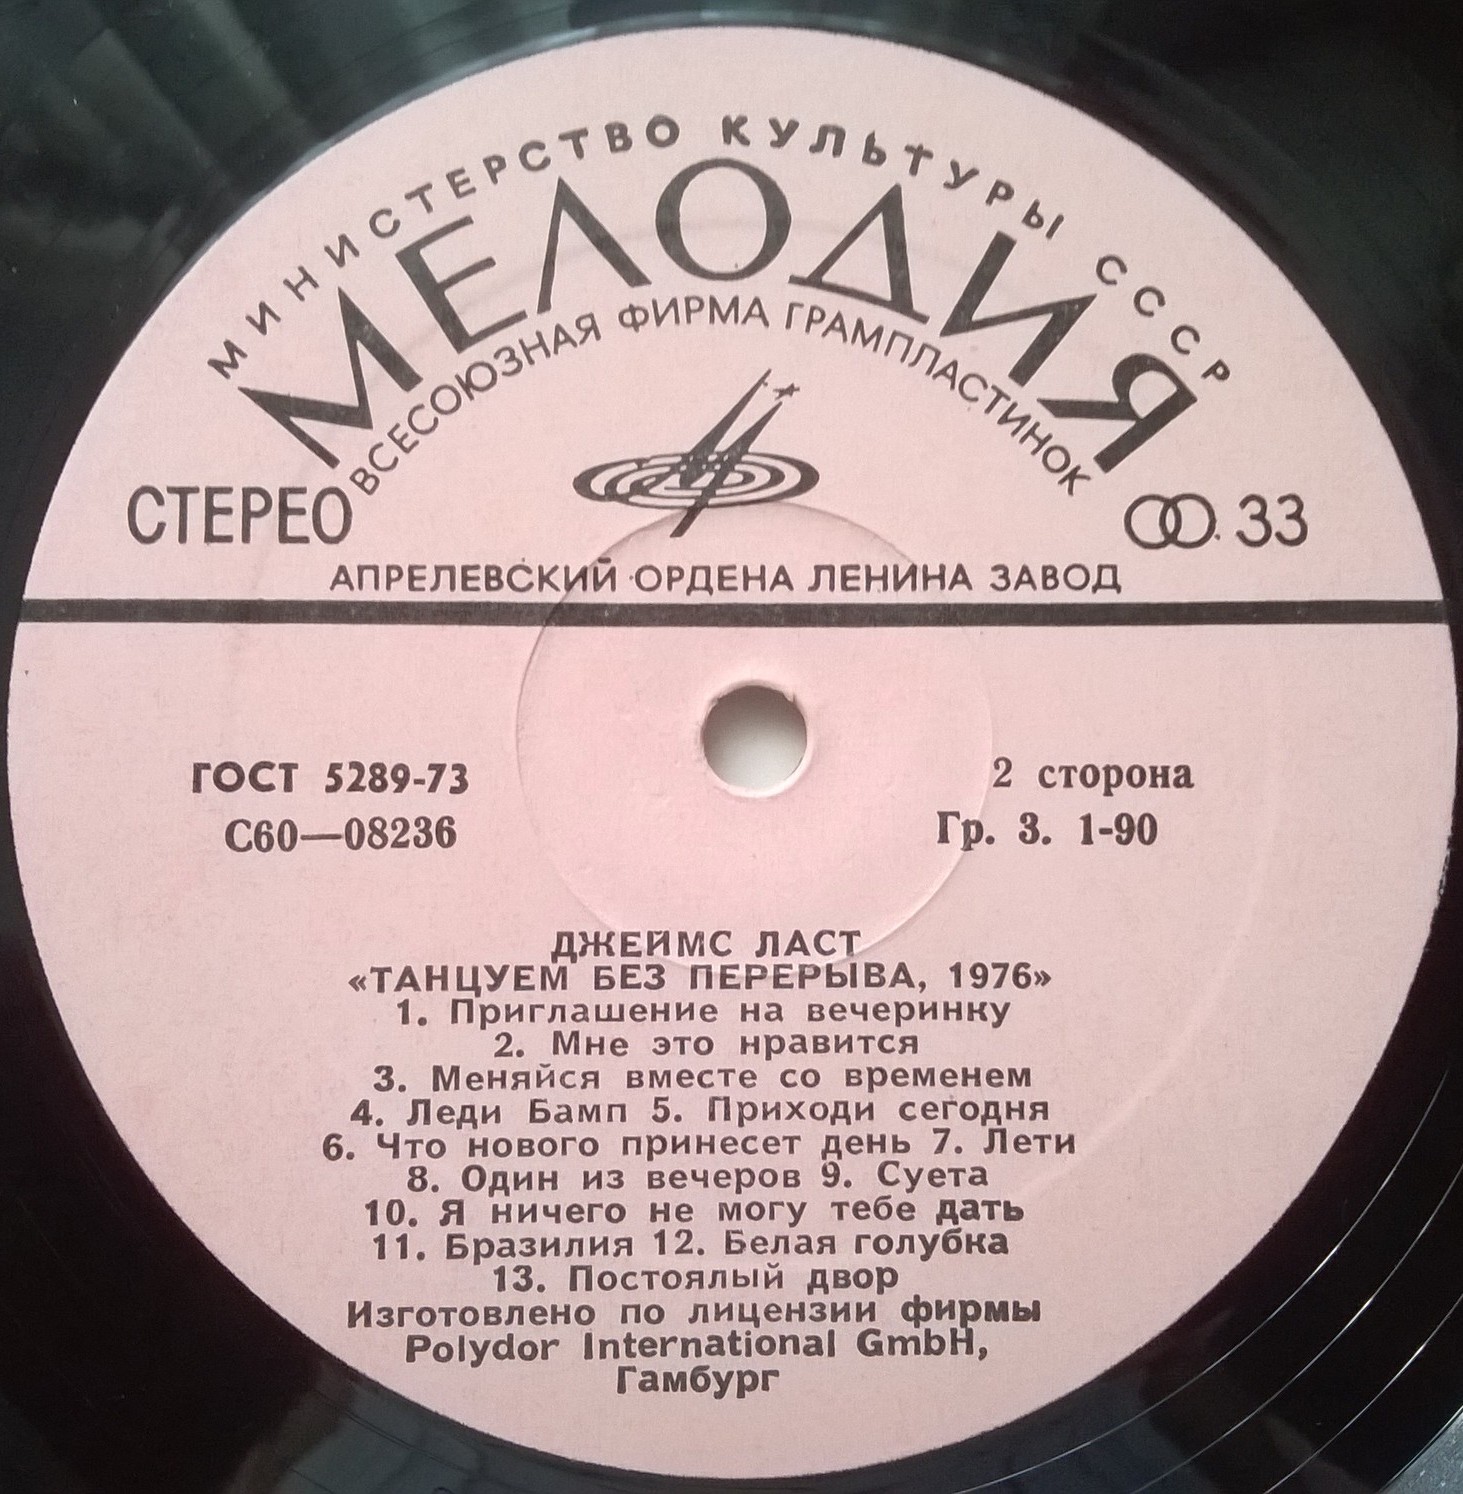 МИНИСТЕРСТВО КУЛЬТУРЫ СССР
МЕЛОДИЯ
ВСЕСОЮЗНАЯ ФИРМА ГРАМПЛАСТИНОК
СТЕРЕО
33
АПРЕЛЕВСКИЙ ОРДЕНА ЛЕНИНА ЗАВОД
ГОСТ 5289-73
2 сторона
С60—08236
Гр. 3. 1-90
ДЖЕЙМС ЛАСТ
«ТАНЦУЕМ БЕЗ ПЕРЕРЫВА, 1976»
1. Приглашение на вечеринку
2. Мне это нравится
3. Меняйся вместе со временем
4. Леди Бамп 5. Приходи сегодня
6. Что нового принесет день 7. Лети
8. Один из вечеров 9. Суета
10. Я ничего не могу тебе дать
11. Бразилия 12. Белая голубка
13. Постоялый двор
Изготовлено по лицензии фирмы
Polydor International GmbH,
Гамбург